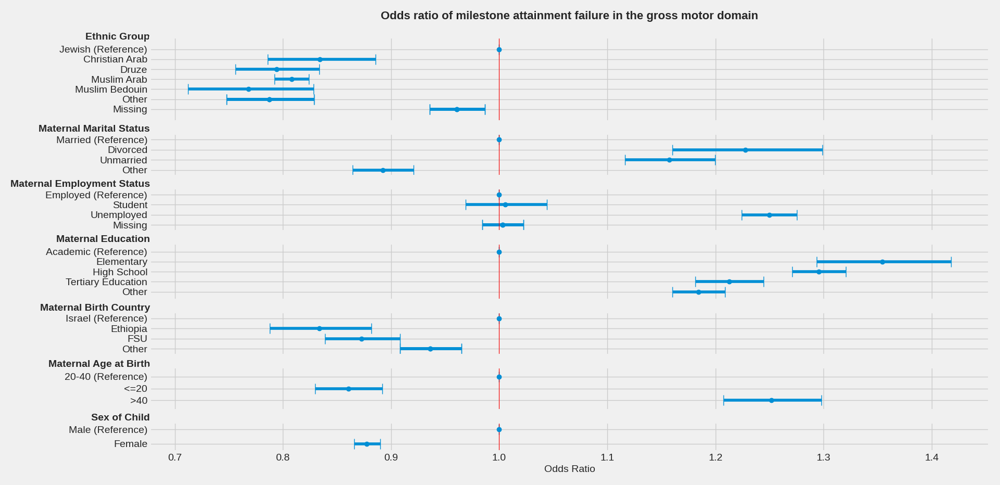 Odds ratio of milestone attainment failure in the gross motor domain
Ethnic Group
Jewish (Reference)
Christian Arab
Druze
Muslim Arab
Muslim Bedouin
Other
Missing
Maternal Marital Status
Married (Reference)
Divorced
Unmarried
Other
Maternal Employment Status
Employed (Reference)
Student
Unemployed
Missing
Maternal Education
Academic (Reference)
Elementary
High School
Tertiary Education
Other
Maternal Birth Country
Israel (Reference)
Ethiopia
FSU
Other
Maternal Age at Birth
20-40 (Reference)
<=20
>40
Sex of Child
Male (Reference)
Female
0.7 0.8 0.9 1.0 1.1 1.2 1.3 1.4
Odds Ratio